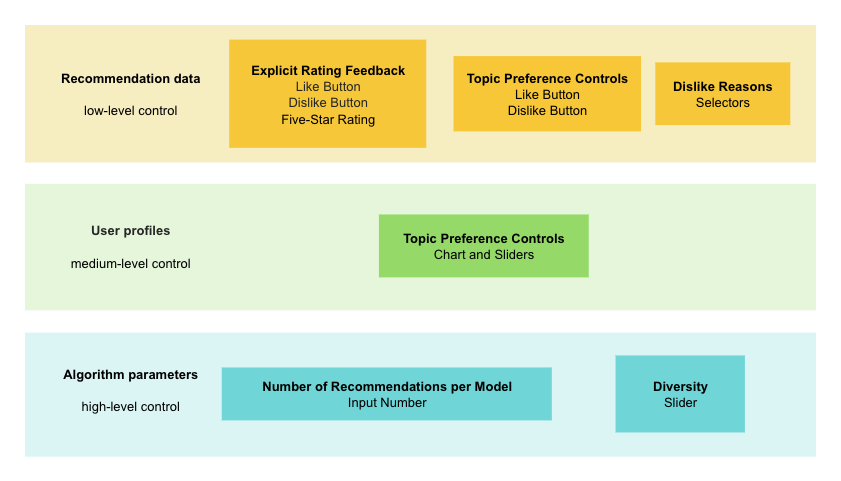 Recommendation data
low-level control
Explicit Rating Feedback
Like Button
Dislike Button
Five-Star Rating
Topic Preference Controls
Like Button
Dislike Button
Dislike Reasons
Selectors
User profiles
medium-level control
Topic Preference Controls
Chart and Sliders
Algorithm parameters
high-level control
Number of Recommendations per Model
Input Number
Diversity
Slider